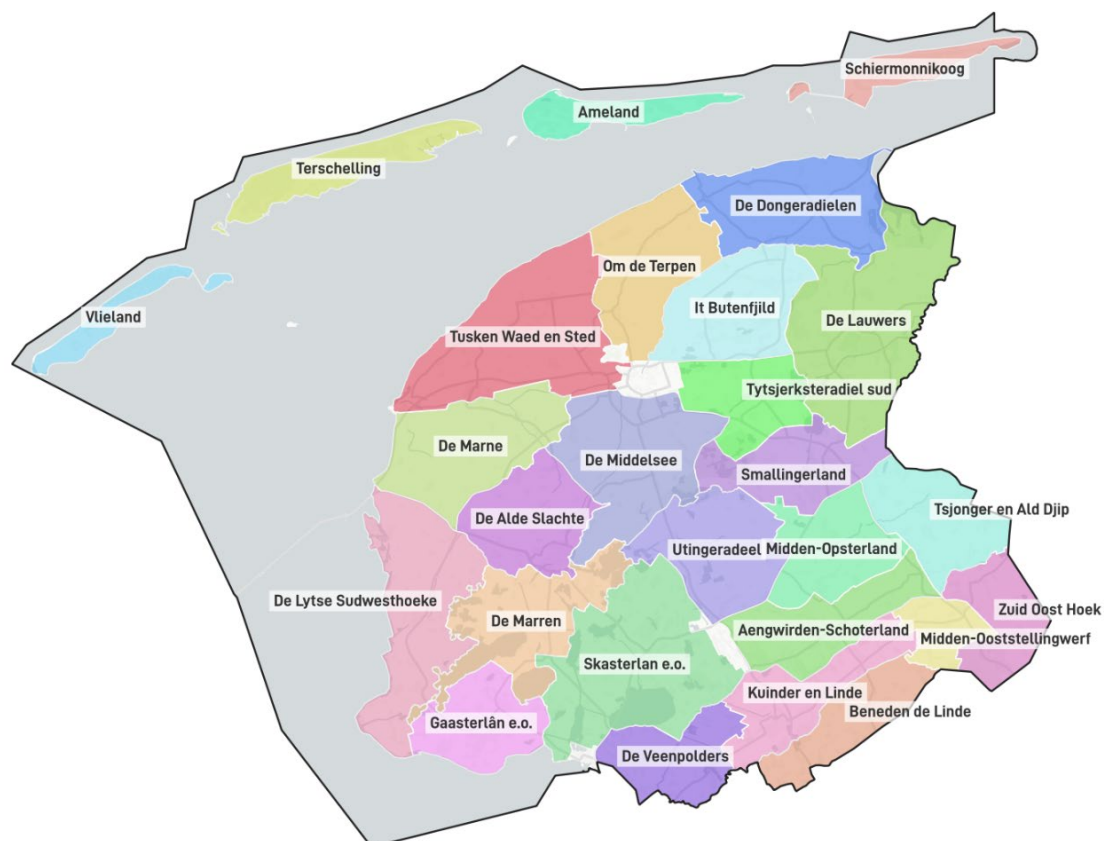 Schiermonnikoog
Ameland
Terschelling
De Dongeradielen
Om de Terpen
It Butenfjild
Vlieland
De Lauwers
Tusken Waed en Sted
Tytsjerksteradiel sud
De Marne
De Middelsee
Smallingerland
Tsjonger en Ald Djip
De Alde Slachte
Utingeradeel
Midden-Opsterland
De Lytse Sudwesthoeke
Zuid Oost Hoek
De Marren
Aengwirden-Schoterland
Midden-Ooststellingwerf
Skasterlan e.o.
Kuinder en Linde
Beneden de Linde
Gaasterlân e.o.
De Veenpolders